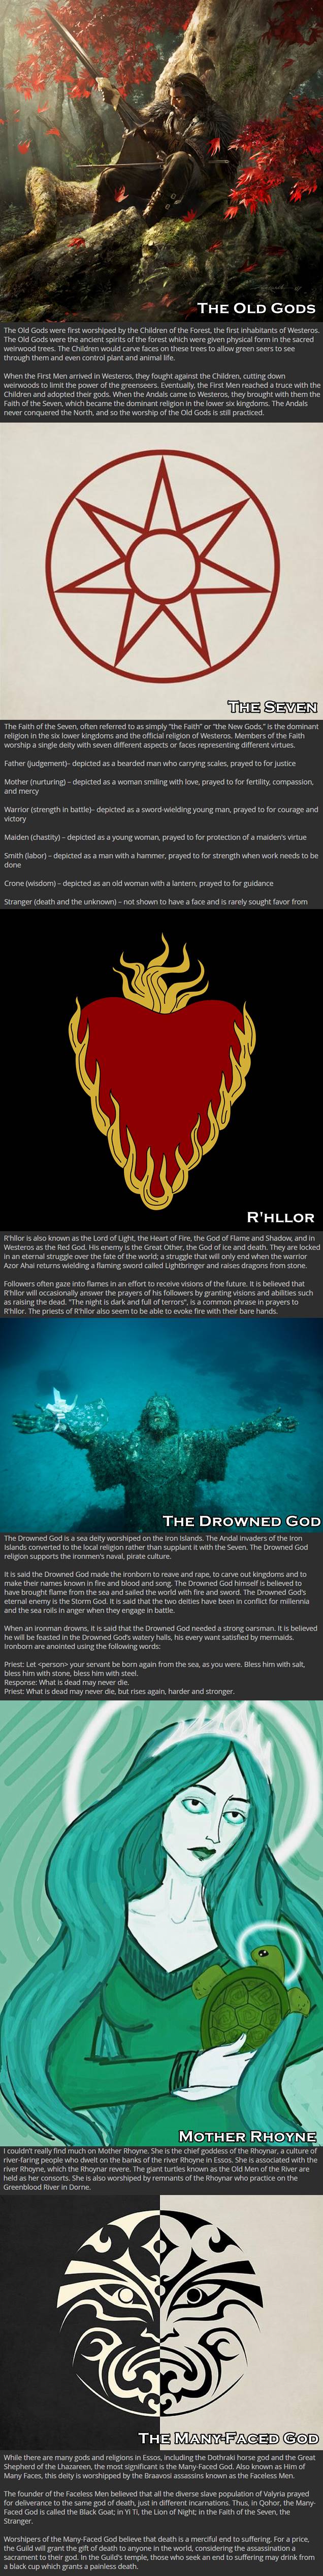 THE OLD GODS
The Old Gods were first worshiped by the Children of the Forest, the first inhabitants of Westeros.
The Old Gods were the ancient spirits of the forest which were given physical form in the sacred
weirwood trees. The Children would carve faces on these trees to allow green seers to see
through them and even control plant and animal life.
When the First Men arrived in Westeros, they fought against the Children, cutting down
weirwoods to limit the power of the greenseers. Eventually, the First Men reached a truce with the
Children and adopted their gods. When the Andals came to Westeros, they brought with them the
Faith of the Seven, which became the dominant religion in the lower six kingdoms. The Andals
never conquered the North, and so the worship of the Old Gods is still practiced.
THE SEVEN
The Faith of the Seven, often referred to as simply "the Faith" or "the New Gods," is the dominant
religion in the six lower kingdoms and the official religion of Westeros. Members of the Faith
worship a single deity with seven different aspects or faces representing different virtues.
Father (judgement)– depicted as a bearded man who carrying scales, prayed to for justice
Mother (nurturing) – depicted as a woman smiling with love, prayed to for fertility, compassion,
and mercy
Warrior (strength in battle)– depicted as a sword-wielding young man, prayed to for courage and
victory
Maiden (chastity) – depicted as a young woman, prayed to for protection of a maiden's virtue
Smith (labor) – depicted as a man with a hammer, prayed to for strength when work needs to be
done
Crone (wisdom) – depicted as an old woman with a lantern, prayed to for guidance
Stranger (death and the unknown) – not shown to have a face and is rarely sought favor from
R'HLLOR
R'hllor is also known as the Lord of Light, the Heart of Fire, the God of Flame and Shadow, and in
Westeros as the Red God. His enemy is the Great Other, the God of ice and death. They are locked
in an eternal struggle over the fate of the world; a struggle that will only end when the warrior
Azor Ahai returns wielding a flaming sword called Lightbringer and raises dragons from stone.
Followers often gaze into flames in an effort to receive visions of the future. It is believed that
R'hllor will occasionally answer the prayers of his followers by granting visions and abilities such
as raising the dead. "The night is dark and full of terrors", is a common phrase in prayers to
R'hllor. The priests of R'hllor also seem to be able to evoke fire with their bare hands.
THE DROWNED GOD
The Drowned God is a sea deity worshiped on the Iron Islands. The Andal invaders of the Iron
Islands converted to the local religion rather than supplant it with the Seven. The Drowned God
religion supports the Ironmen's naval, pirate culture.
It is said the Drowned God made the Ironmen to reave and rape, to carve out kingdoms and to
make their names known in fire and blood and song. The Drowned God himself is believed to
have brought flame from the sea and sailed the world with fire and sword. The Drowned God's
eternal enemy is the Storm God. It is said that the two deities have been in conflict for millennia
and the sea roils in anger when they engage in battle.
When an ironman drowns, it is said that the Drowned God needed a strong oarsman. It is believed
he will be feasted in the Drowned God's watery halls, his every want satisfied by mermaids.
Ironborn are anointed using the following words:
Priest: Let <person> your servant be born again from the sea, as you were. Bless him with salt,
bless him with stone, bless him with steel.
Response: What is dead may never die.
Priest: What is dead may never die, but rises again, harder and stronger.
MOTHER RHOYNE
I couldn't really find much on Mother Rhoyne. She is the chief goddess of the Rhoynar, a culture of
river-faring people who dwelt on the banks of the river Rhoyne in Essos. She is associated with the
river Rhoyne, which the Rhoynar revere. The giant turtles known as the Old Men of the River are
held as her consorts. She is also worshiped by remnants of the Rhoynar who practice on the
Greenblood River in Dorne.
THE MANY-FACED GOD
While there are many gods and religions in Essos, including the Dothraki horse god and the Great
Shepherd of the Lhazareen, the most significant is the Many-Faced God. Also known as Him of
Many Faces, this deity is worshipped by the Braavosi assassins known as the Faceless Men.
The founder of the Faceless Men believed that all the diverse slave population of Valyria prayed
for deliverance to the same god of death, just in different incarnations. Thus, in Qohor, the Many-
Faced God is called the Black Goat; in Yi Ti, the Lion of Night; in the Faith of the Seven, the
Stranger.
Worshipers of the Many-Faced God believe that death is a merciful end to suffering. For a price,
the Guild will grant the gift of death to anyone in the world, considering the assassination a
sacrament to their god. In the Guild's temple, those who seek an end to suffering may drink from
a black cup which grants a painless death.